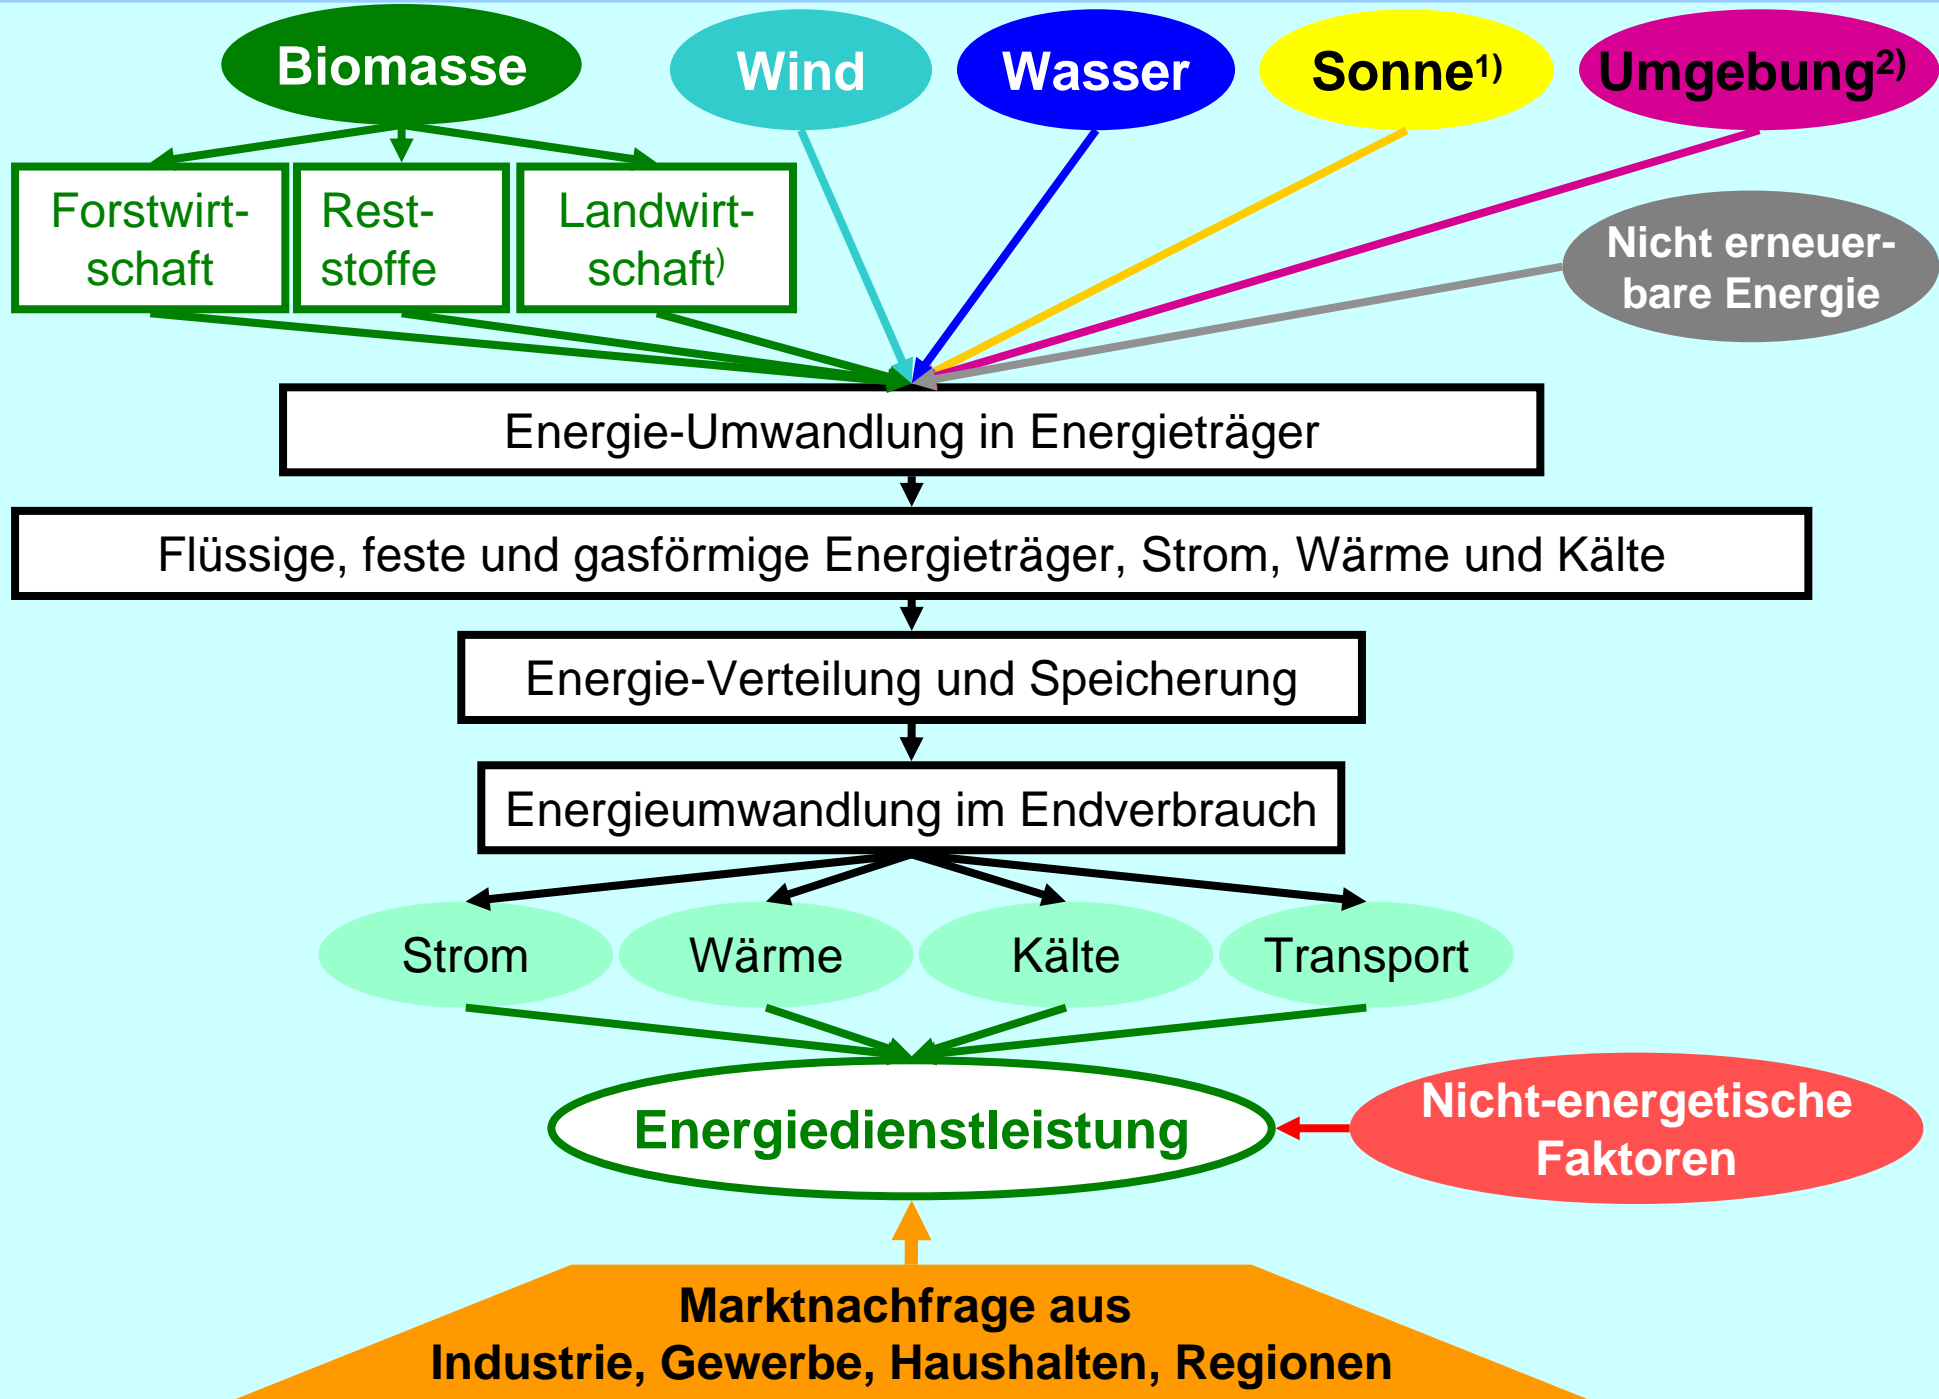 Biomasse
Wind
Wasser
Sonne1)
Umgebung2)
Forstwirt-
schaft
Rest-
stoffe
Landwirt-
schaft)
Nicht erneuer-
bare Energie
Energie-Umwandlung in Energieträger
Flüssige, feste und gasförmige Energieträger, Strom, Wärme und Kälte
Energie-Verteilung und Speicherung
Energieumwandlung im Endverbrauch
Strom
Wärme
Kälte
Transport
Energiedienstleistung
Nicht-energetische
Faktoren
Marktnachfrage aus
Industrie, Gewerbe, Haushalten, Regionen